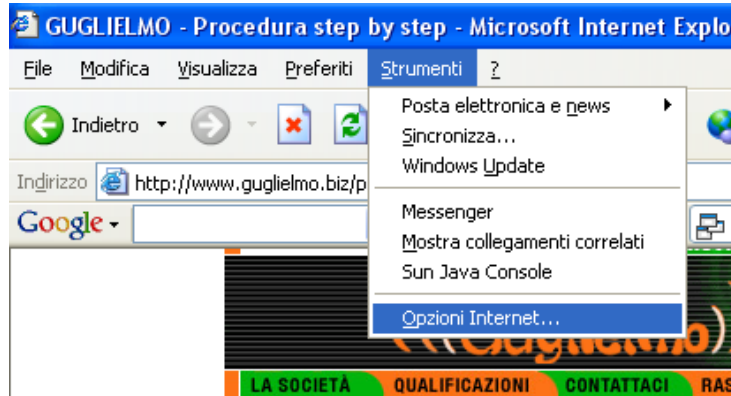 GUGLIELMO - Procedura step by step - Microsoft Internet Explo
File Modifica Visualizza Preferiti Strumenti ?
Indietro
Posta elettronica e news
Sincronizza...
Windows Update
Messenger
Mostra collegamenti correlati
Sun Java Console
Opzioni Internet...
Indirizzo http://www.guglielmo.biz/p
Google
Guglielmo
LA SOCIETÀ QUALIFICAZIONI CONTATTACI RAS